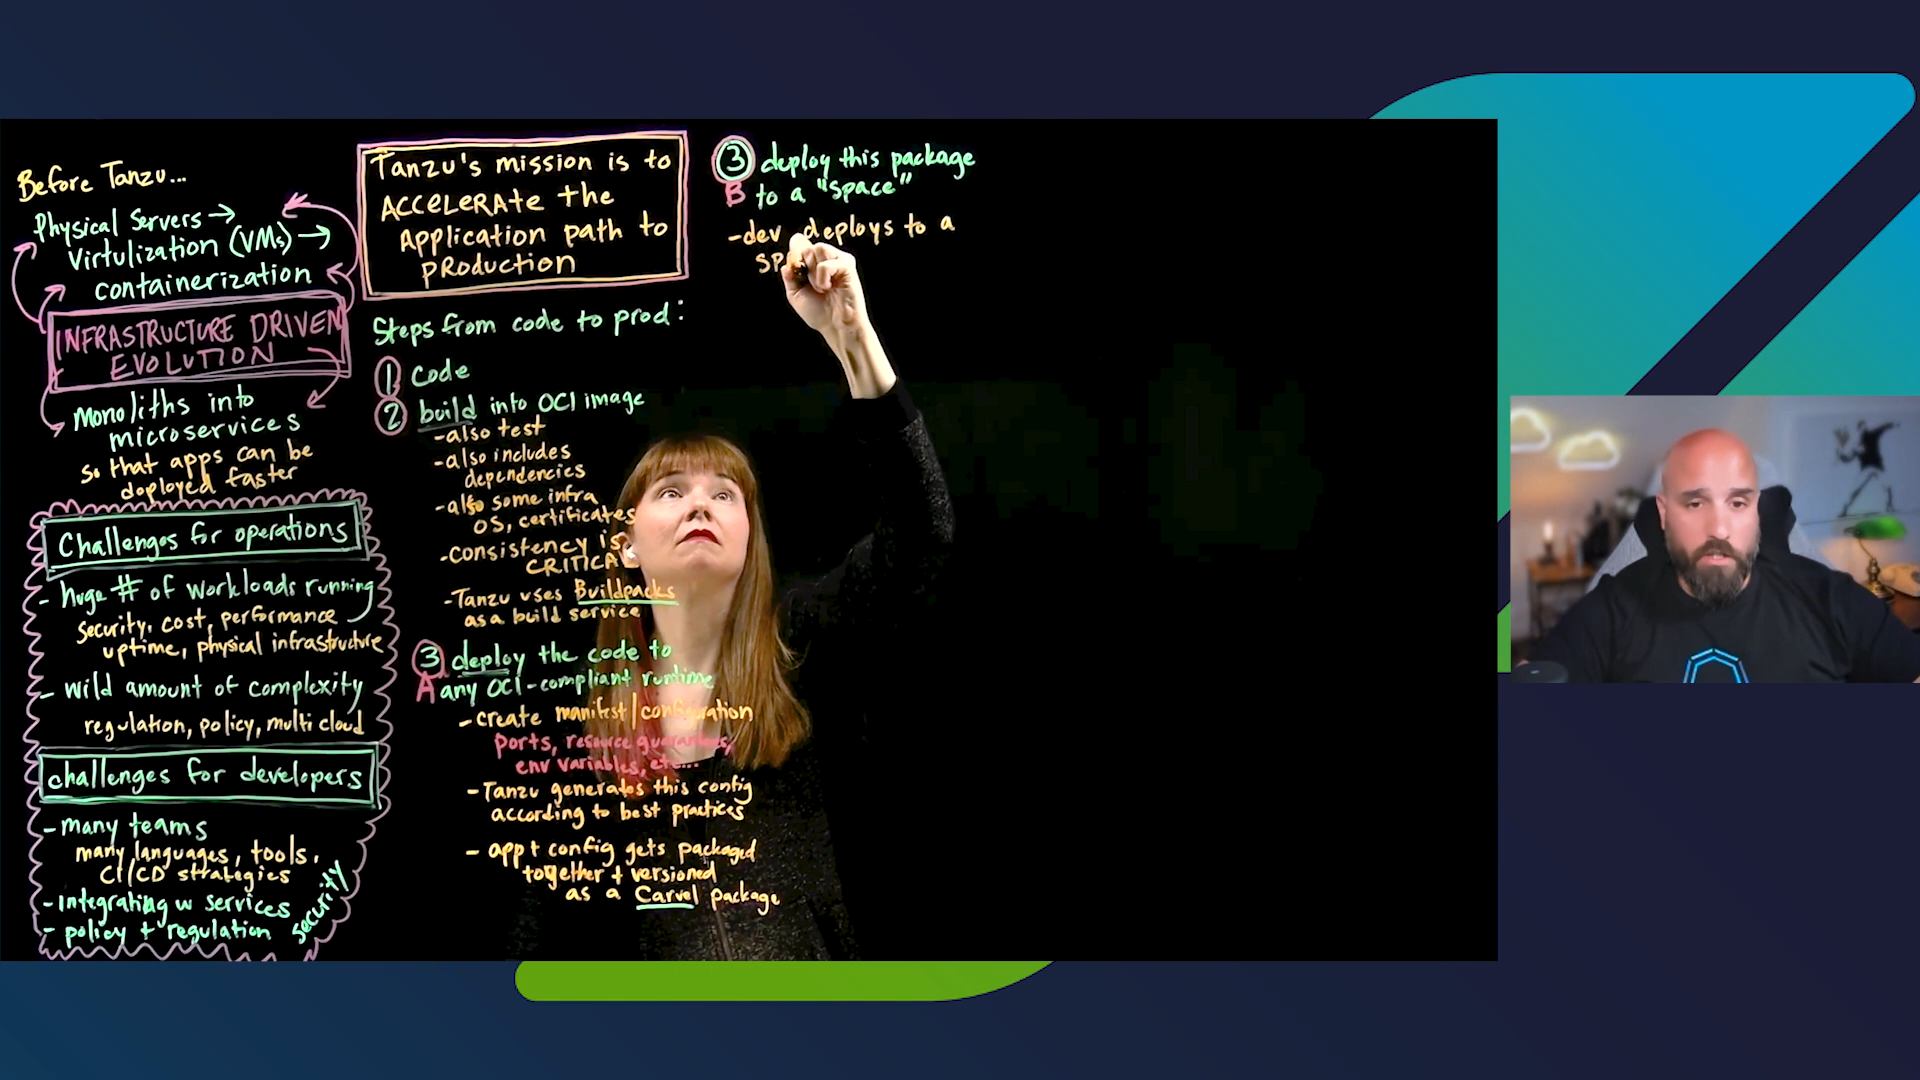 Before Tanzu...
Physical Servers →
Virtulization (VMs) →
containerization
INFRASTRUCTURE DRIVEN
EVOLUTION
Monoliths into
microservices
so that apps can be
deployed faster
Challenges for operations
- huge # of workloads running
security, cost, performance
uptime, physical infrastructure
- wild amount of complexity
regulation, policy, multi cloud
challenges for developers
- many teams
many languages, tools,
CI/CD strategies
- integrating w services
- policy + regulation
security
Tanzu's mission is to
ACCELERATE the
Application path to
PRODUCTION
Steps from code to prod:
1 Code
2 build into OCI image
- also test
- also includes
dependencies
- also some infra
OS, certificates
- consistency is
CRITICAL
- Tanzu uses Buildpacks
as a build service
3 deploy the code to
A any OCI-compliant runtime
- create manifest/configuration
ports, resource guarantees,
env variables, etc...
- Tanzu generates this config
according to best practices
- app + config gets packaged
together + versioned
as a Carvel package
3 deploy this package
B to a "space"
- dev deploys to a
sp